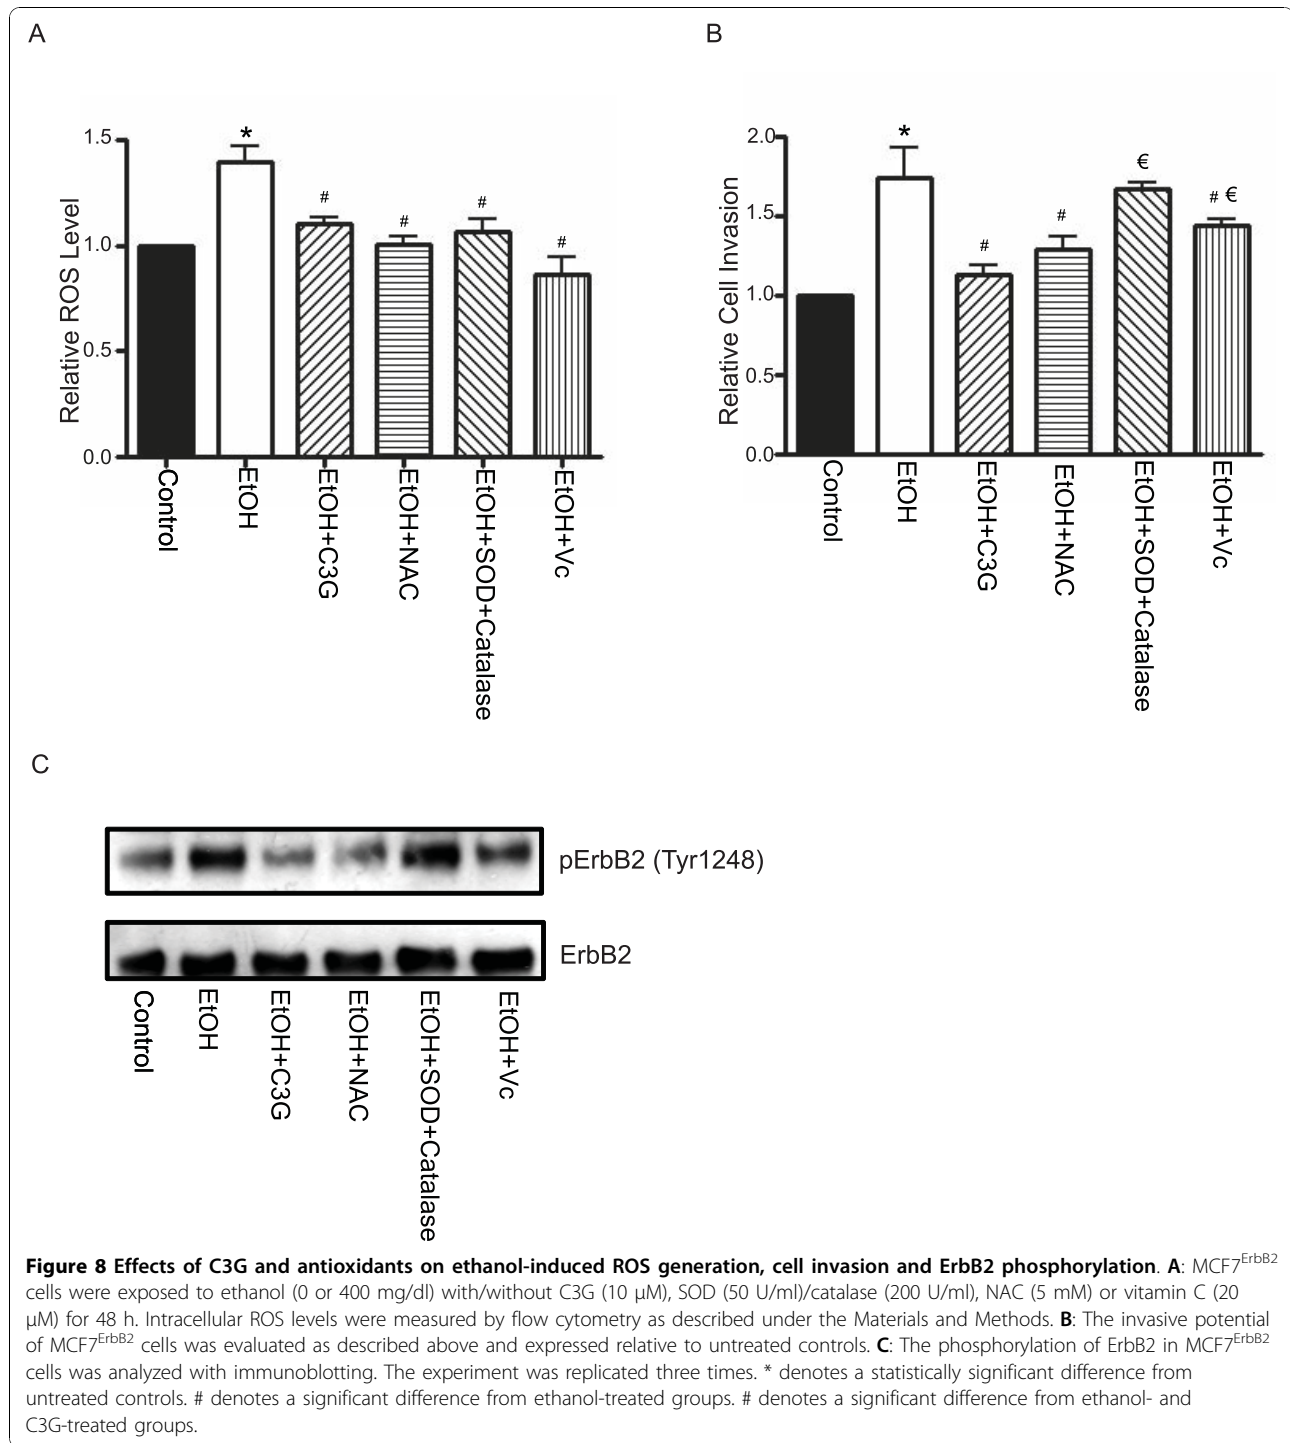 A
1.5
1.0
0.5
0.0
Relative ROS Level
*
#
#
#
#
Control
EtOH
EtOH+C3G
EtOH+NAC
EtOH+SOD+Catalase
EtOH+Vc
B
2.0
1.5
1.0
0.5
0.0
Relative Cell Invasion
*
#
#
€
# €
Control
EtOH
EtOH+C3G
EtOH+NAC
EtOH+SOD+Catalase
EtOH+Vc
C
pErbB2 (Tyr1248)
ErbB2
Control
EtOH
EtOH+C3G
EtOH+NAC
EtOH+SOD+Catalase
EtOH+Vc
Figure 8 Effects of C3G and antioxidants on ethanol-induced ROS generation, cell invasion and ErbB2 phosphorylation. A: MCF7ErbB2
cells were exposed to ethanol (0 or 400 mg/dl) with/without C3G (10 μM), SOD (50 U/ml)/catalase (200 U/ml), NAC (5 mM) or vitamin C (20
μM) for 48 h. Intracellular ROS levels were measured by flow cytometry as described under the Materials and Methods. B: The invasive potential
of MCF7ErbB2 cells was evaluated as described above and expressed relative to untreated controls. C: The phosphorylation of ErbB2 in MCF7ErbB2
cells was analyzed with immunoblotting. The experiment was replicated three times. * denotes a statistically significant difference from
untreated controls. # denotes a significant difference from ethanol-treated groups. # denotes a significant difference from ethanol- and
C3G-treated groups.